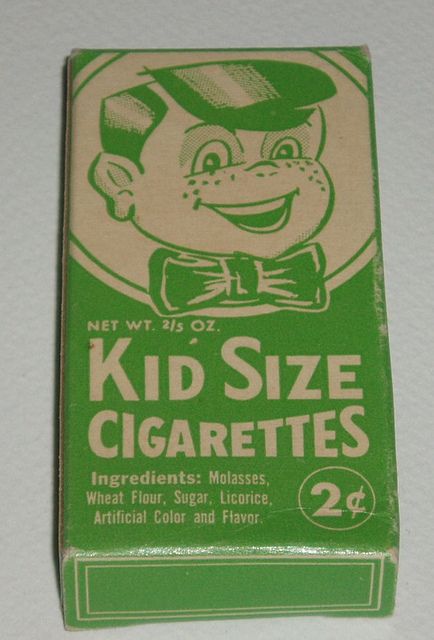 NET WT. 2/5 OZ.
KID SIZE
CIGARETTES
Ingredients: Molasses,
Wheat Flour, Sugar, Licorice,
Artificial Color and Flavor.
2¢